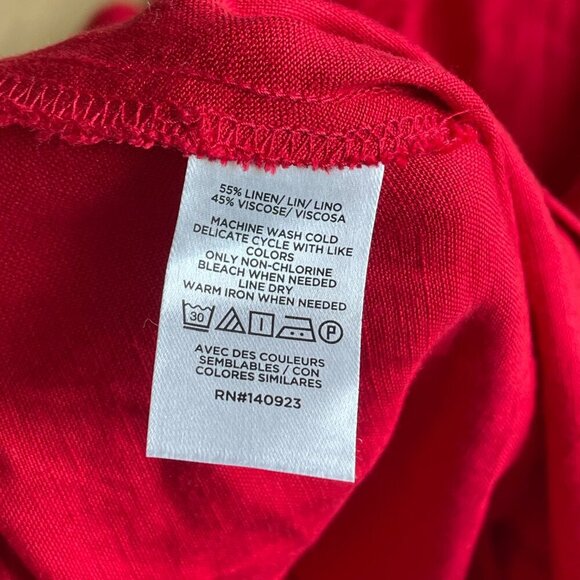 55% LINEN/ LIN/ LINO
45% VISCOSE/ VISCOSA
MACHINE WASH COLD
DELICATE CYCLE WITH LIKE
COLORS
ONLY NON-CHLORINE
BLEACH WHEN NEEDED
LINE DRY
WARM IRON WHEN NEEDED
30 P
AVEC DES COULEURS
SEMBLABLES / CON
COLORES SIMILARES
RN#140923